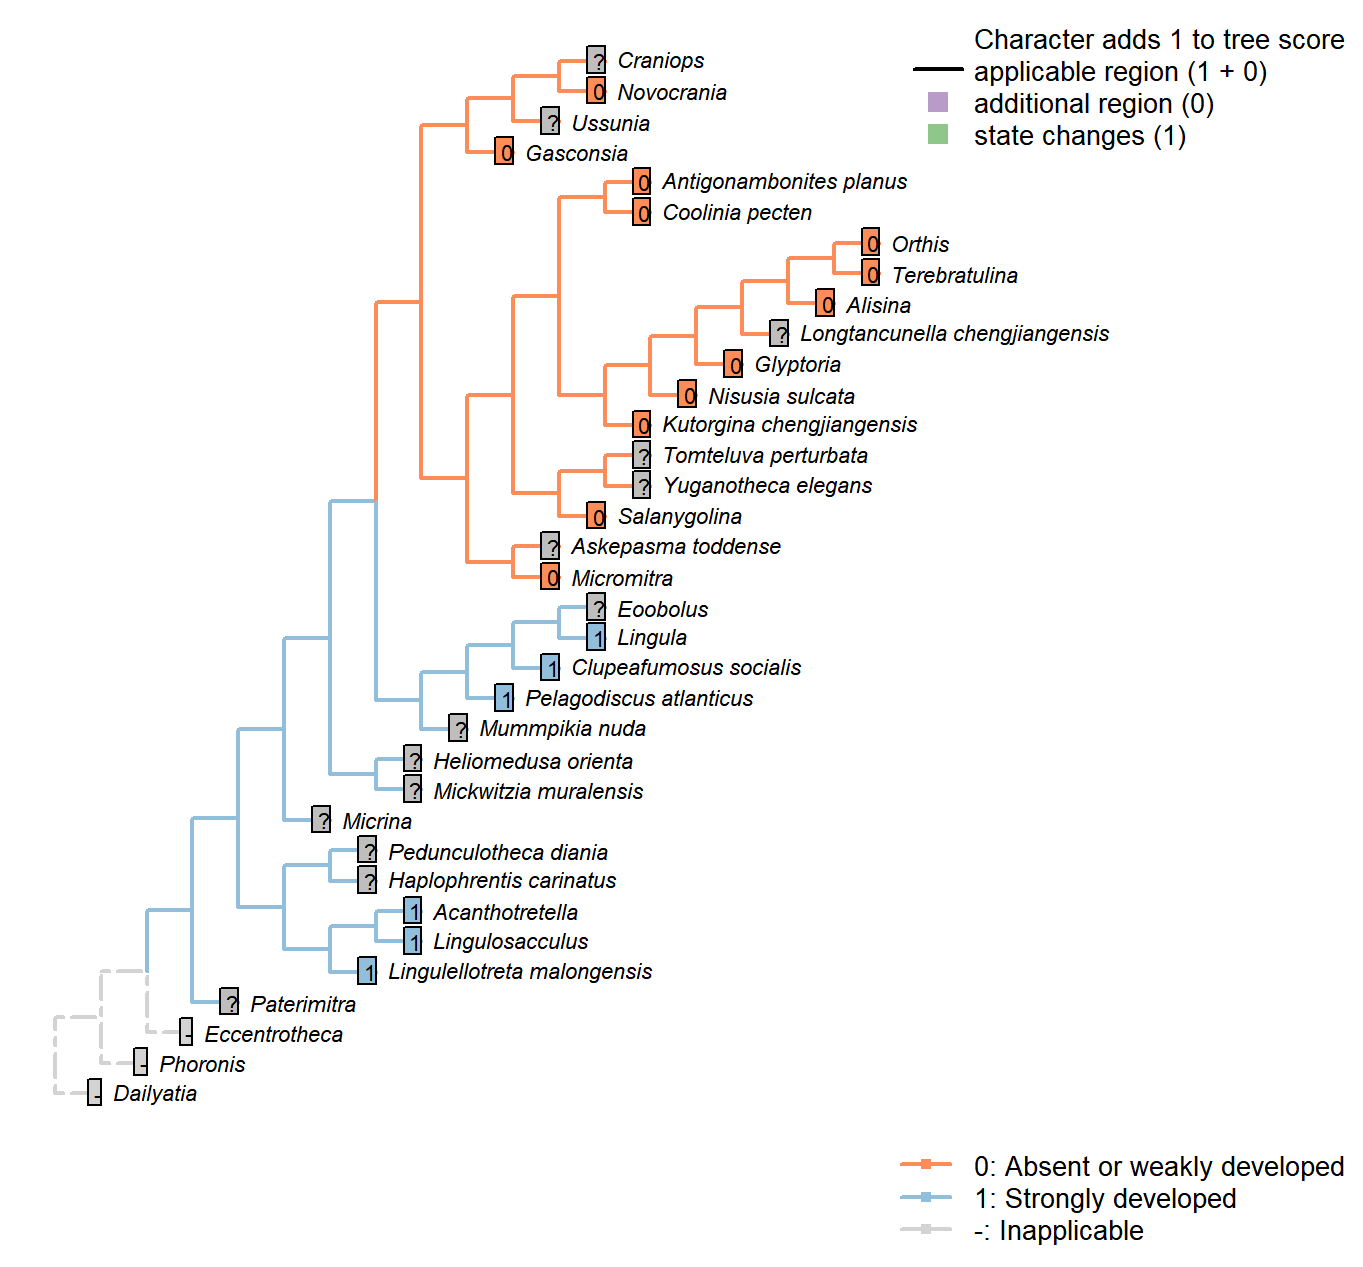 Character adds 1 to tree score
applicable region (1 + 0)
additional region (0)
state changes (1)
? Craniops
0 Novocrania
? Ussunia
0 Gasconsia
0 Antigonambonites planus
0 Coolinia pecten
0 Orthis
0 Terebratulina
0 Alisina
? Longtancunella chengjiangensis
0 Glyptoria
0 Nisusia sulcata
0 Kutorgina chengjiangensis
? Tomteluva perturbata
? Yuganotheca elegans
0 Salanygolina
? Askepasma toddense
0 Micromitra
? Eoobolus
1 Lingula
1 Clupeafumosus socialis
1 Pelagodiscus atlanticus
? Mummpikia nuda
? Heliomedusa orienta
? Mickwitzia muralensis
? Micrina
? Pedunculotheca diania
? Haplophrentis carinatus
1 Acanthotretella
1 Lingulosacculus
1 Lingulellotreta malongensis
? Paterimitra
- Eccentrotheca
- Phoronis
- Dailyatia
0: Absent or weakly developed
1: Strongly developed
-: Inapplicable